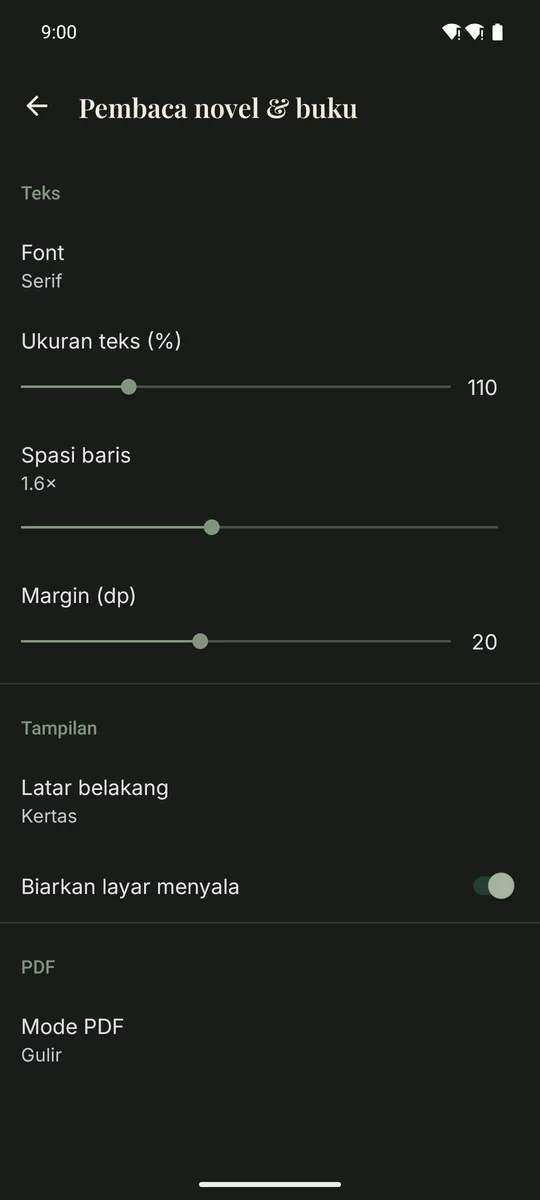 9:00
Pembaca novel & buku
Teks
Font
Serif
Ukuran teks (%)
110
Spasi baris
1.6×
Margin (dp)
20
Tampilan
Latar belakang
Kertas
Biarkan layar menyala
PDF
Mode PDF
Gulir